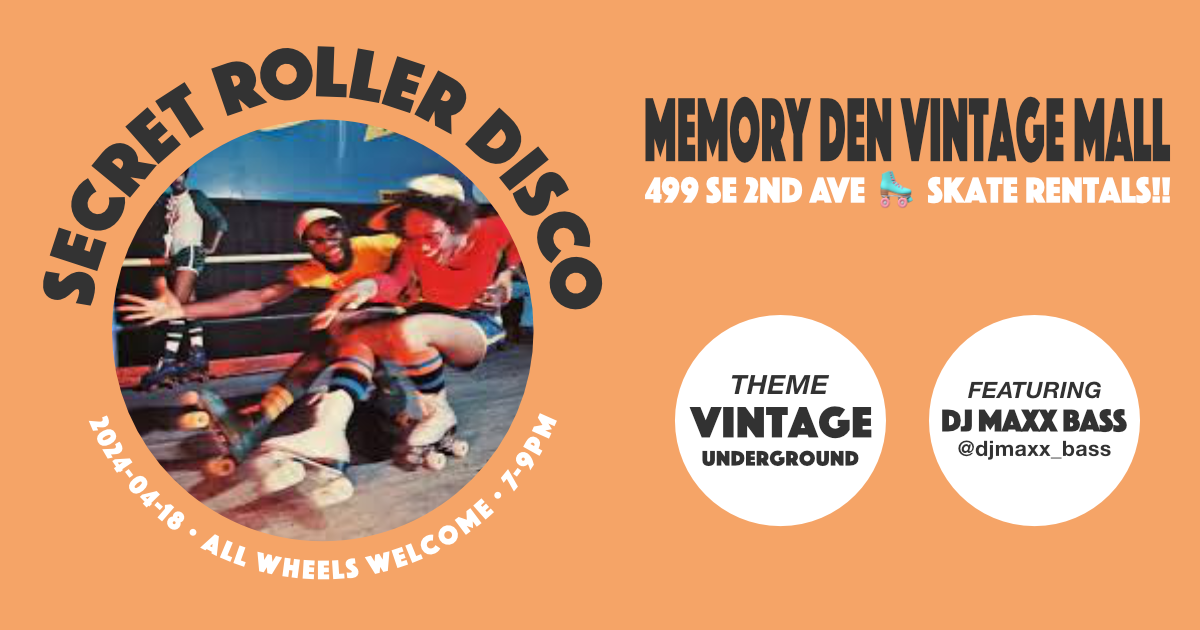 SECRET ROLLER DISCO
2024-04-18 • ALL WHEELS WELCOME • 7-9PM
MEMORY DEN VINTAGE MALL
499 SE 2ND AVE 🛼 SKATE RENTALS!!
THEME
VINTAGE
UNDERGROUND
FEATURING
DJ MAXX BASS
@djmaxx_bass